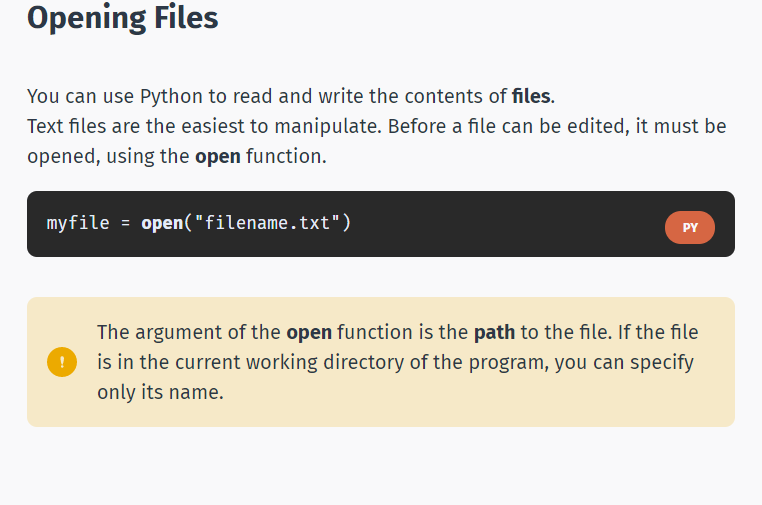 Opening Files
You can use Python to read and write the contents of files.
Text files are the easiest to manipulate. Before a file can be edited, it must be
opened, using the open function.
myfile = open("filename.txt")
PY
!
The argument of the open function is the path to the file. If the file
is in the current working directory of the program, you can specify
only its name.